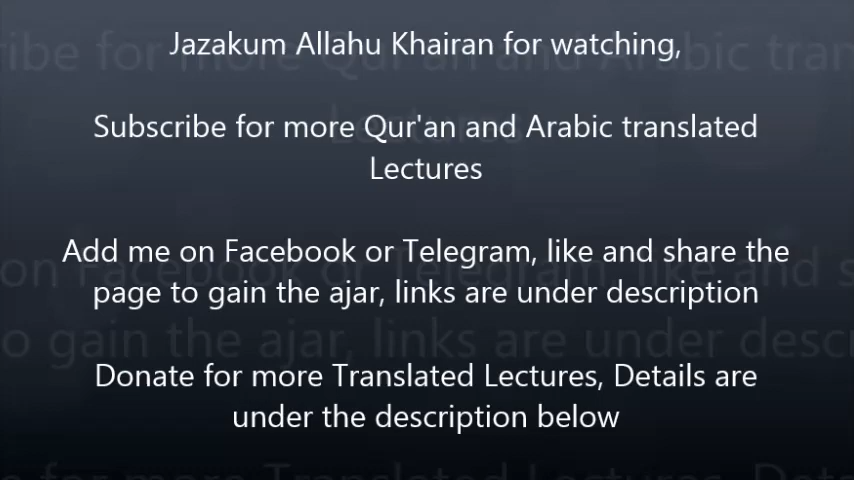 Jazakum Allahu Khairan for watching,
Subscribe for more Qur'an and Arabic translated
Lectures
Add me on Facebook or Telegram, like and share the
page to gain the ajar, links are under description
Donate for more Translated Lectures, Details are
under the description below